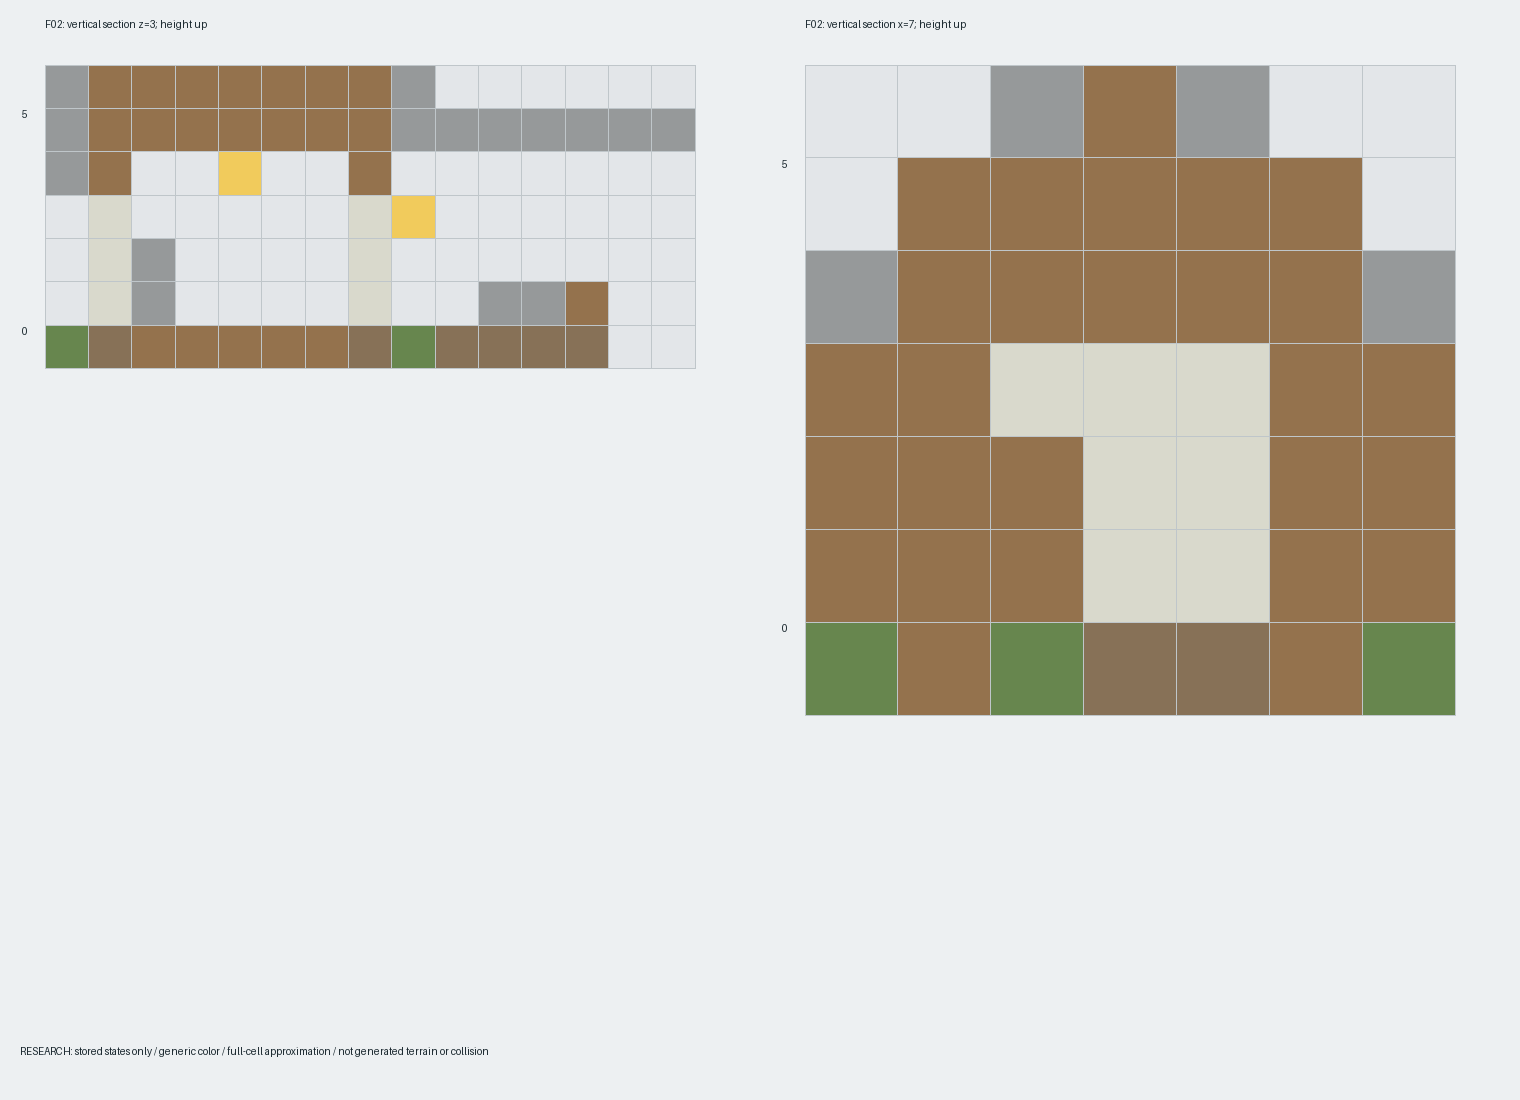 F02: vertical section z=3; height up
F02: vertical section x=7; height up
5
5
0
0
RESEARCH: stored states only / generic color / full-cell approximation / not generated terrain or collision